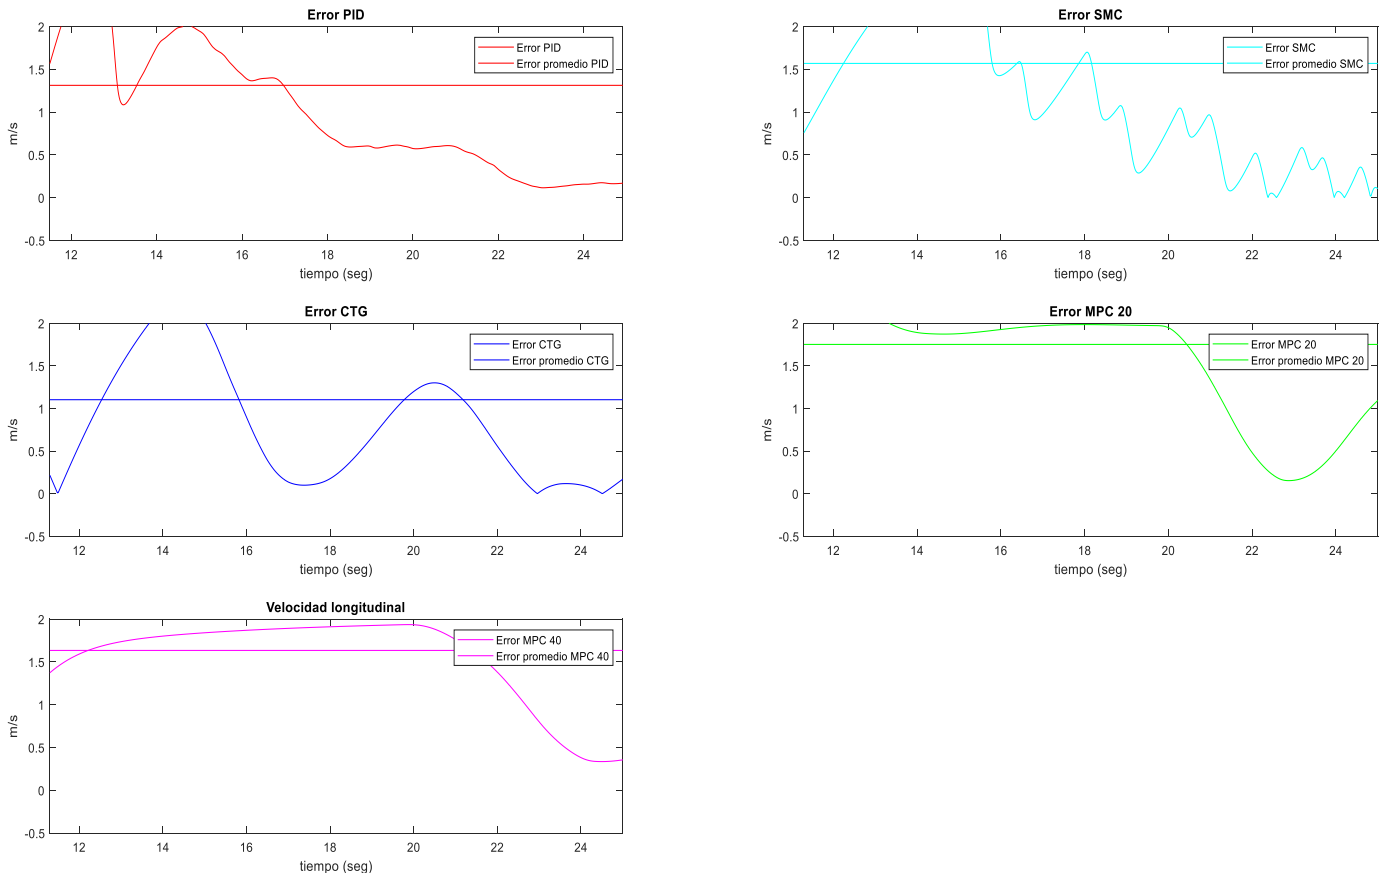 Error PID
2
1.5
1
0.5
0
-0.5
m/s
Error PID
Error promedio PID
12 14 16 18 20 22 24
tiempo (seg)
Error SMC
2
1.5
1
0.5
0
-0.5
m/s
Error SMC
Error promedio SMC
12 14 16 18 20 22 24
tiempo (seg)
Error CTG
2
1.5
1
0.5
0
-0.5
m/s
Error CTG
Error promedio CTG
12 14 16 18 20 22 24
tiempo (seg)
Error MPC 20
2
1.5
1
0.5
0
-0.5
m/s
Error MPC 20
Error promedio MPC 20
12 14 16 18 20 22 24
tiempo (seg)
Velocidad longitudinal
2
1.5
1
0.5
0
-0.5
m/s
Error MPC 40
Error promedio MPC 40
12 14 16 18 20 22 24
tiempo (seg)